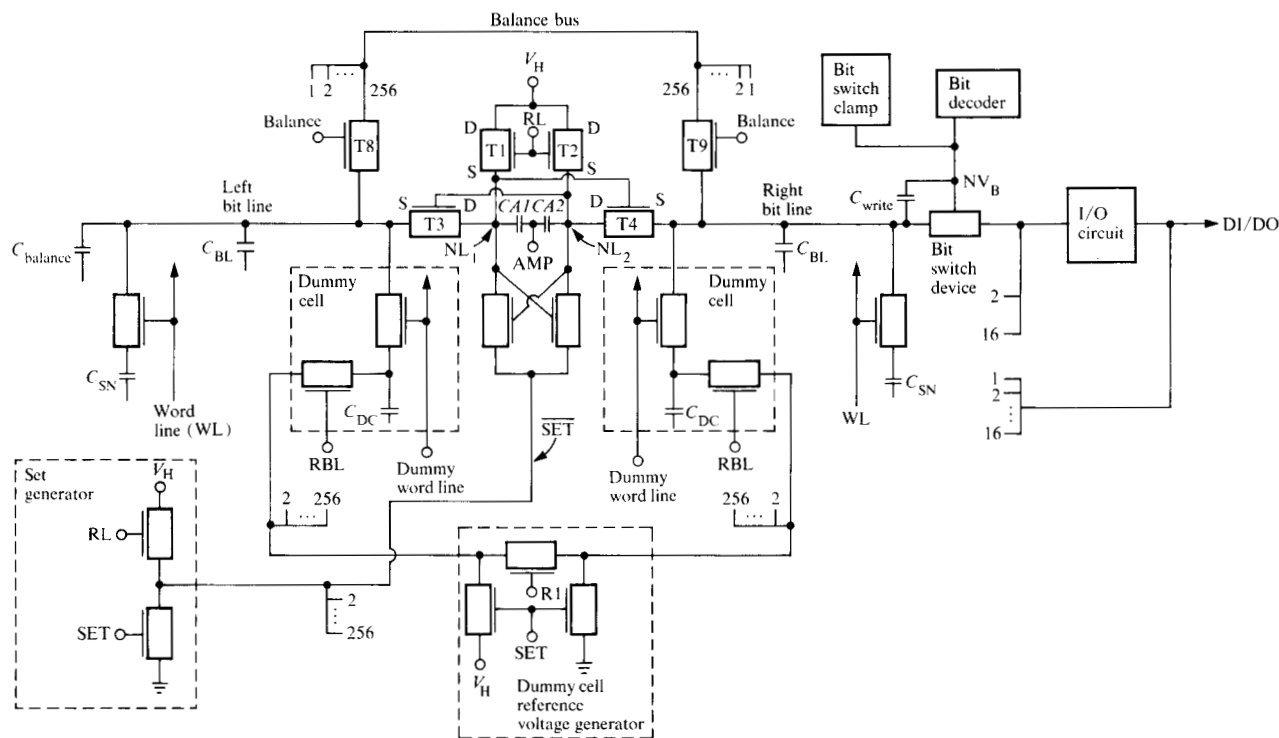 Balance bus
V_H
1 2 ... 256
256 ... 2 1
Balance
Balance
RL
D
D
T8
T1
T2
T9
S
S
Bit switch clamp
Bit decoder
Left bit line
S
D
CA1
CA2
D
S
Right bit line
C_write
NV_B
T3
T4
I/O circuit
DI/DO
C_balance
C_BL
NL_1
AMP
NL_2
C_BL
Bit switch device
Dummy cell
Dummy cell
2
16
C_SN
C_SN
C_DC
C_DC
1
2
16
Word line (WL)
WL
SET
RBL
Dummy word line
Dummy word line
RBL
Set generator
V_H
2 ... 256
256 ... 2
RL
R1
2
256
SET
SET
V_H
Dummy cell reference voltage generator